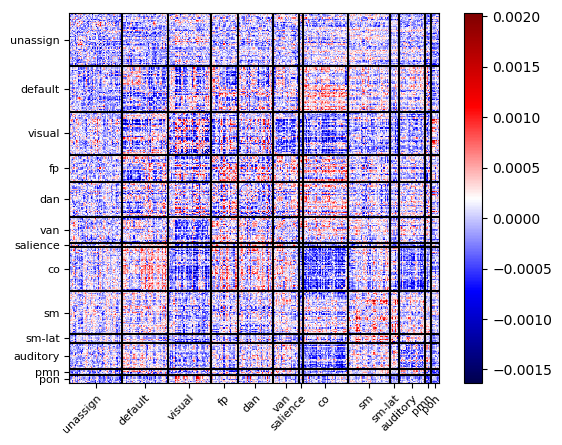 unassign
default
visual
fp
dan
van
salience
co
sm
sm-lat
auditory
pmn
pon
unassign
default
visual
fp
dan
van
salience
co
sm
sm-lat
auditory
pmn
pon
0.0020
0.0015
0.0010
0.0005
0.0000
−0.0005
−0.0010
−0.0015